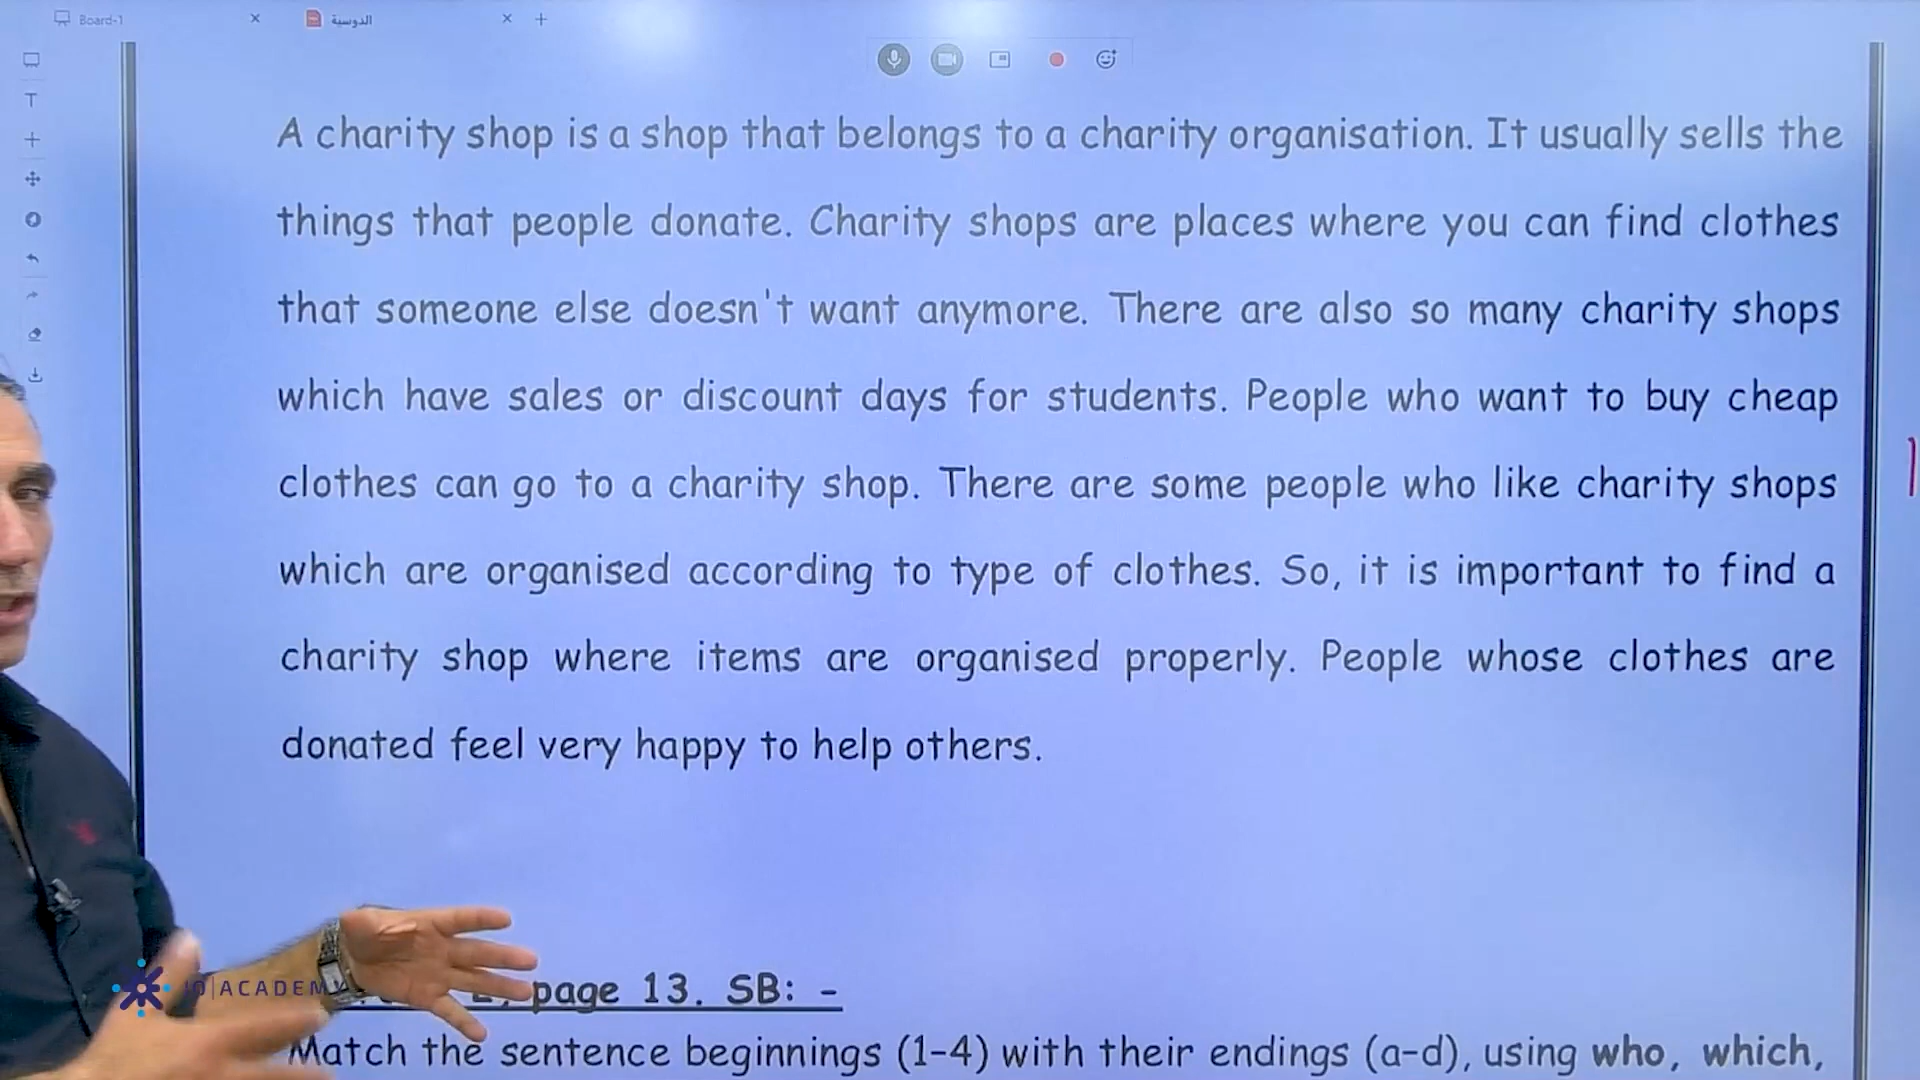 Board-1
الدوسية
A charity shop is a shop that belongs to a charity organisation. It usually sells the
things that people donate. Charity shops are places where you can find clothes
that someone else doesn't want anymore. There are also so many charity shops
which have sales or discount days for students. People who want to buy cheap
clothes can go to a charity shop. There are some people who like charity shops
which are organised according to type of clothes. So, it is important to find a
charity shop where items are organised properly. People whose clothes are
donated feel very happy to help others.
page 13. SB: -
Match the sentence beginnings (1-4) with their endings (a-d), using who, which,
JO|ACADEMY